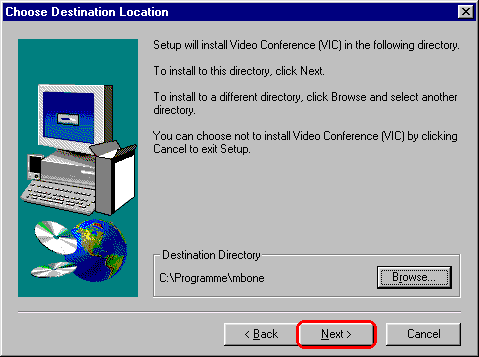 Choose Destination Location
Setup will install Video Conference (VIC) in the following directory.
To install to this directory, click Next.
To install to a different directory, click Browse and select another
directory.
You can choose not to install Video Conference (VIC) by clicking
Cancel to exit Setup.
Destination Directory
C:\Programme\mbone
Browse...
< Back
Next >
Cancel